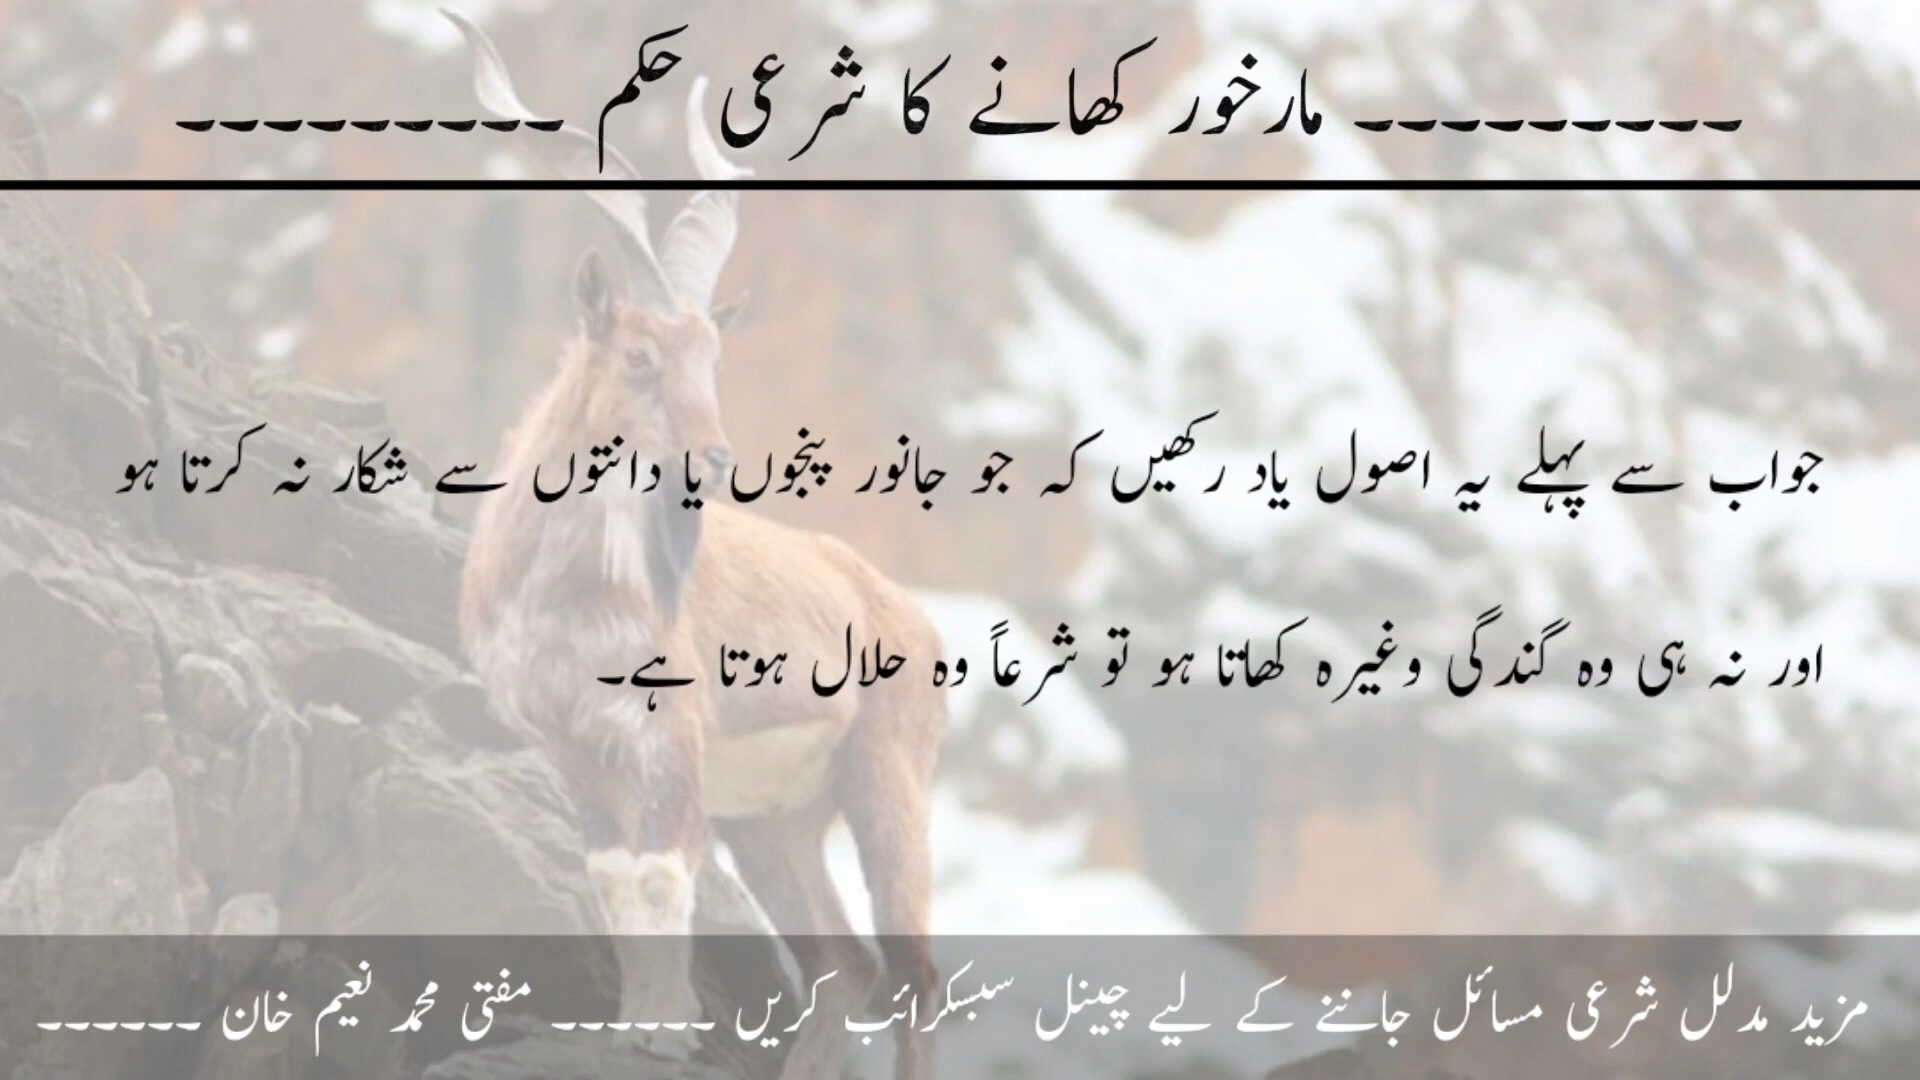 --------- مارخور کھانے کا شرعی حکم ---------
جواب سے پہلے یہ اصول یاد رکھیں کہ جو جانور پنجوں یا دانتوں سے شکار نہ کرتا ہو
اور نہ ہی وہ گندگی وغیرہ کھاتا ہو تو شرعاً وہ حلال ہوتا ہے۔
مزید مدلل شرعی مسائل جاننے کے لیے چینل سبسکرائب کریں ------ مفتی محمد نعیم خان ------